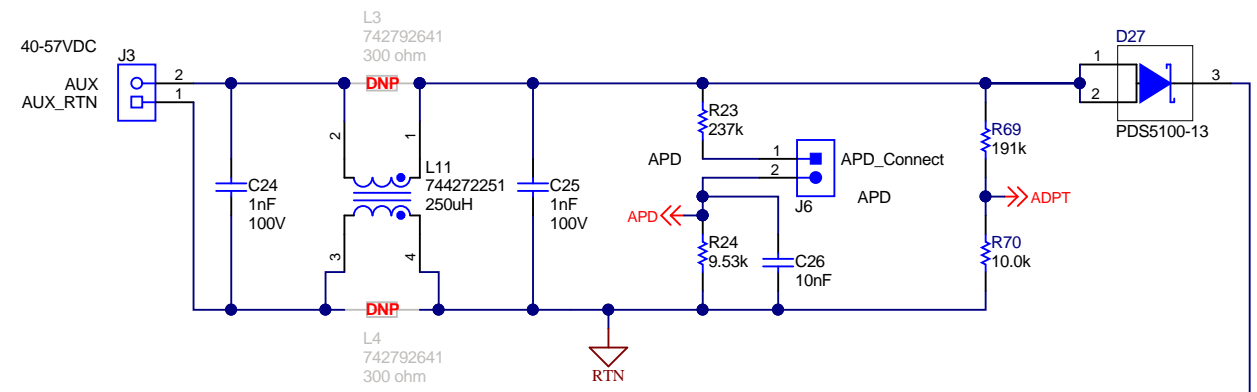 L3
742792641
300 ohm
DNP
40-57VDC
J3
AUX
2
AUX_RTN
1
C24
1nF
100V
2
1
L11
744272251
250uH
3
4
C25
1nF
100V
R23
237k
APD
1
APD_Connect
2
APD
J6
APD
R24
9.53k
C26
10nF
R69
191k
ADPT
R70
10.0k
D27
1
2
3
PDS5100-13
DNP
L4
742792641
300 ohm
RTN